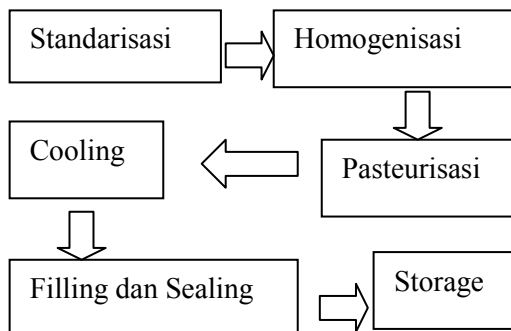 Standarisasi
Homogenisasi
Pasteurisasi
Cooling
Filling dan Sealing
Storage